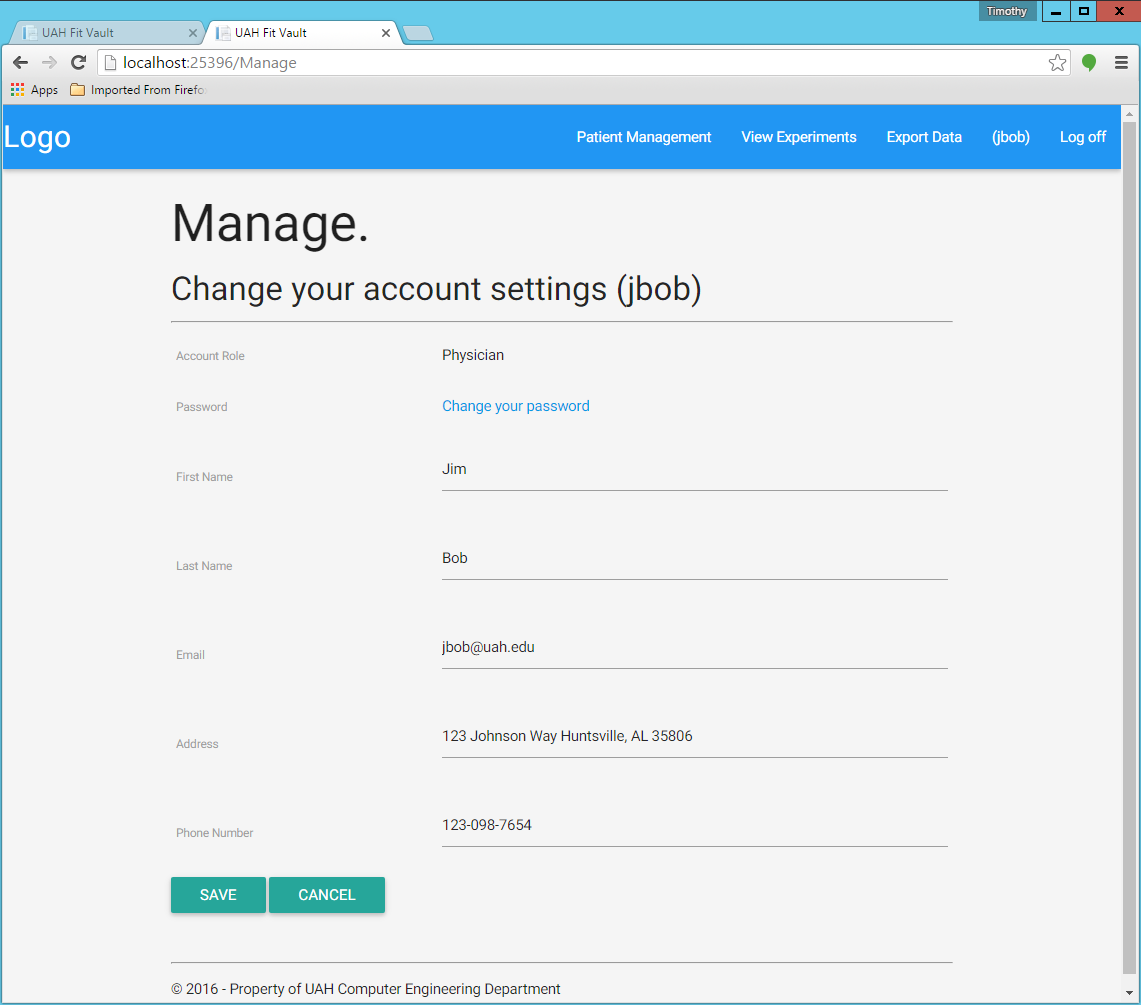 Timothy
UAH Fit Vault
UAH Fit Vault
localhost:25396/Manage
Apps
Imported From Firefo
Logo
Patient Management
View Experiments
Export Data
(jbob)
Log off
Manage.
Change your account settings (jbob)
Account Role
Physician
Password
Change your password
First Name
Jim
Last Name
Bob
Email
jbob@uah.edu
Address
123 Johnson Way Huntsville, AL 35806
Phone Number
123-098-7654
SAVE
CANCEL
© 2016 - Property of UAH Computer Engineering Department